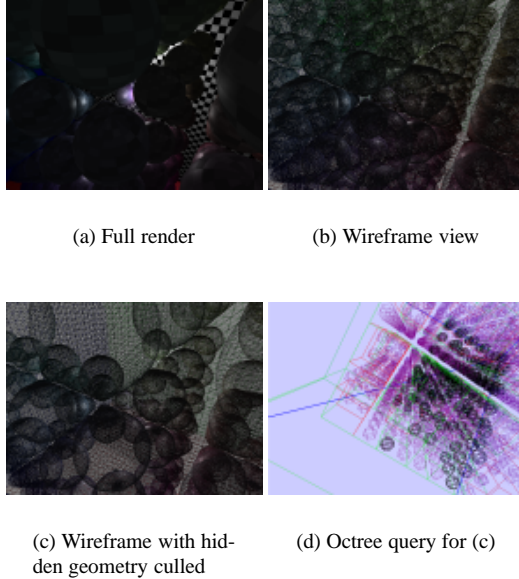 (a) Full render
(b) Wireframe view
(c) Wireframe with hid-
den geometry culled
(d) Octree query for (c)